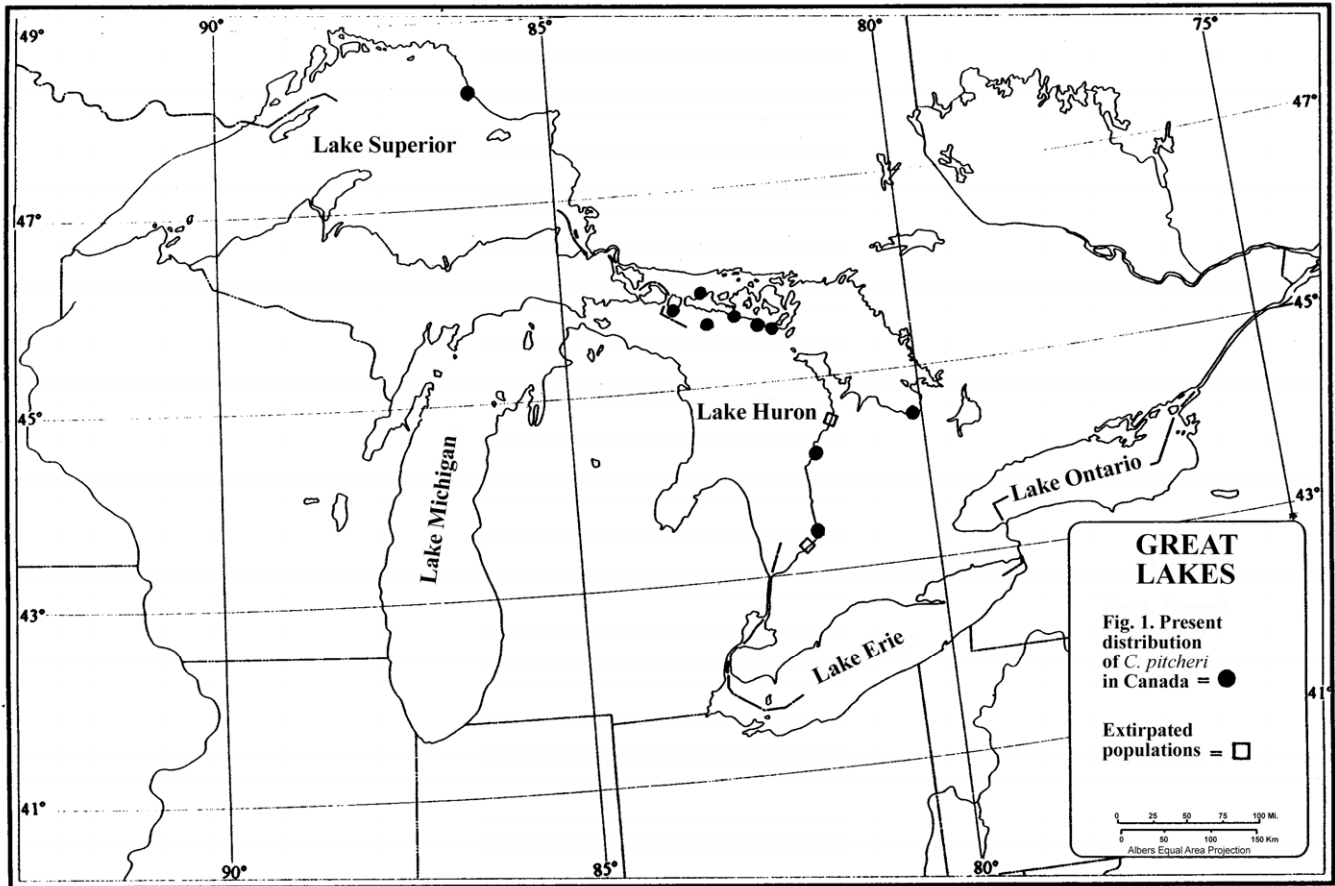 90°
85°
80°
75°
49°
47°
47°
45°
45°
43°
43°
41°
41°
90°
85°
80°
Lake Superior
Lake Michigan
Lake Huron
Lake Ontario
Lake Erie
GREAT
LAKES
Fig. 1. Present
distribution
of C. pitcheri
in Canada =
Extirpated
populations =
0 25 50 75 100 Mi.
0 50 100 150 Km
Albers Equal Area Projection